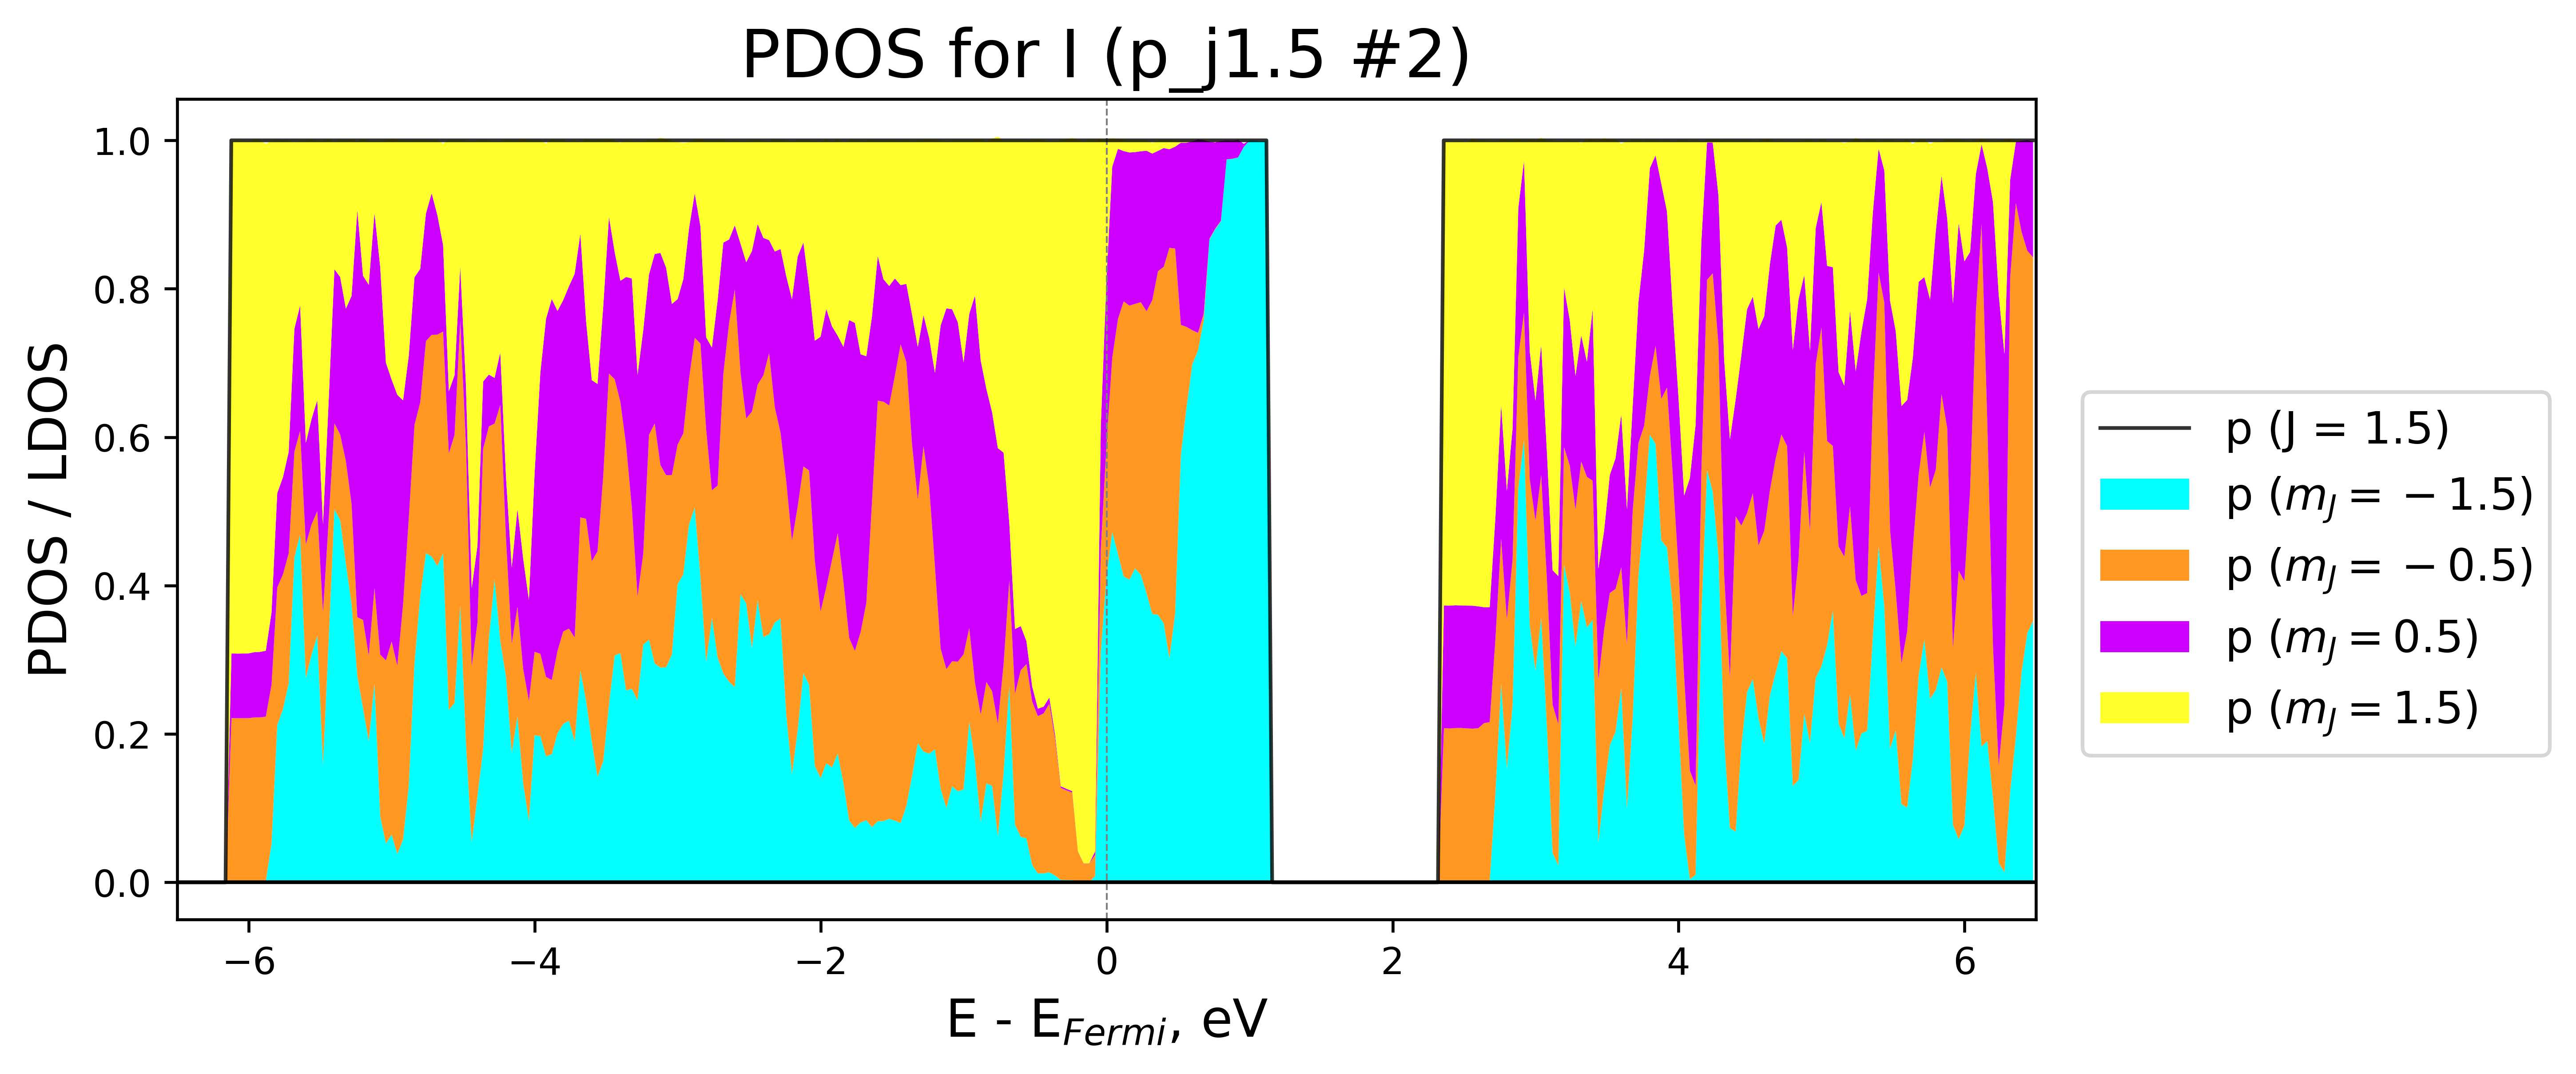 PDOS for I (p_j1.5 #2)
PDOS / LDOS
1.0
0.8
0.6
0.4
0.2
0.0
−6
−4
−2
0
2
4
6
E - E_Fermi, eV
p (J = 1.5)
p (m_J = − 1.5)
p (m_J = − 0.5)
p (m_J = 0.5)
p (m_J = 1.5)